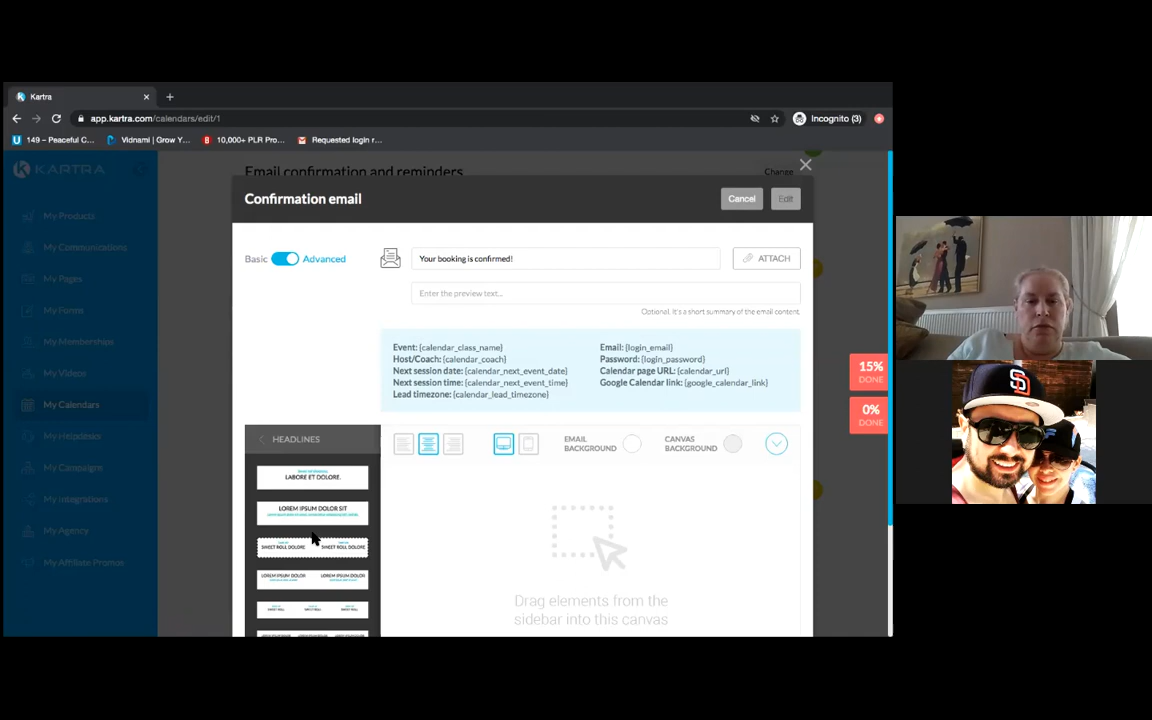 Kartra
app.kartra.com/calendars/edit/1
Incognito (3)
149 – Peaceful C...
Vidnami | Grow Y...
10,000+ PLR Pro...
Requested login r...
KARTRA
Email confirmation and reminders
Change
My Products
My Communications
My Pages
My Forms
My Memberships
My Videos
My Calendars
My Helpdesks
My Campaigns
My Integrations
My Agency
My Affiliate Promos
Confirmation email
Cancel
Edit
Basic
Advanced
Your booking is confirmed!
ATTACH
Enter the preview text...
Optional. It's a short summary of the email content.
Event: {calendar_class_name}
Host/Coach: {calendar_coach}
Next session date: {calendar_next_event_date}
Next session time: {calendar_next_event_time}
Lead timezone: {calendar_lead_timezone}
Email: {login_email}
Password: {login_password}
Calendar page URL: {calendar_url}
Google Calendar link: {google_calendar_link}
15%
DONE
0%
DONE
HEADLINES
EMAIL
BACKGROUND
CANVAS
BACKGROUND
LABORE ET DOLORE.
LOREM IPSUM DOLOR SIT
SWEET ROLL DOLORE
SWEET ROLL DOLORE
LOREM IPSUM DOLOR
LOREM IPSUM DOLOR
Drag elements from the
sidebar into this canvas
SD